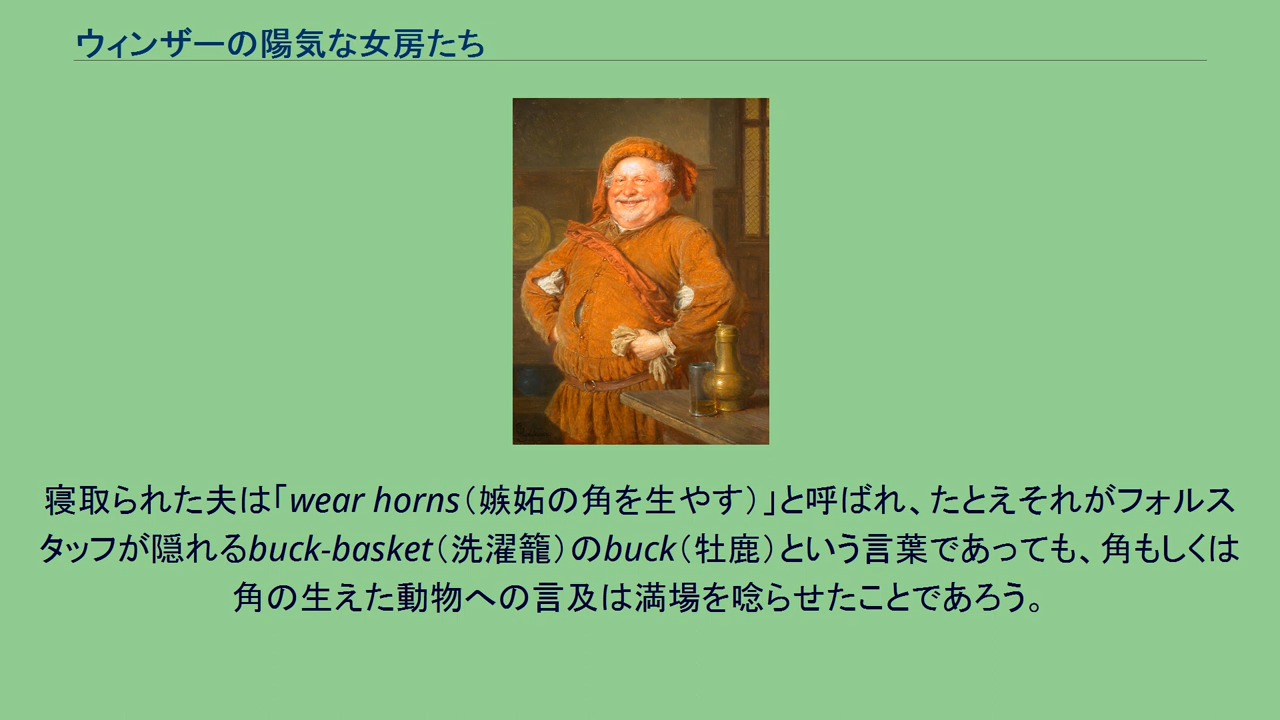 ウィンザーの陽気な女房たち
寝取られた夫は｢wear horns（嫉妬の角を生やす）｣と呼ばれ、たとえそれがフォルス
タッフが隠れるbuck-basket（洗濯籠）のbuck（牡鹿）という言葉であっても、角もしくは
角の生えた動物への言及は満場を唸らせたことであろう。